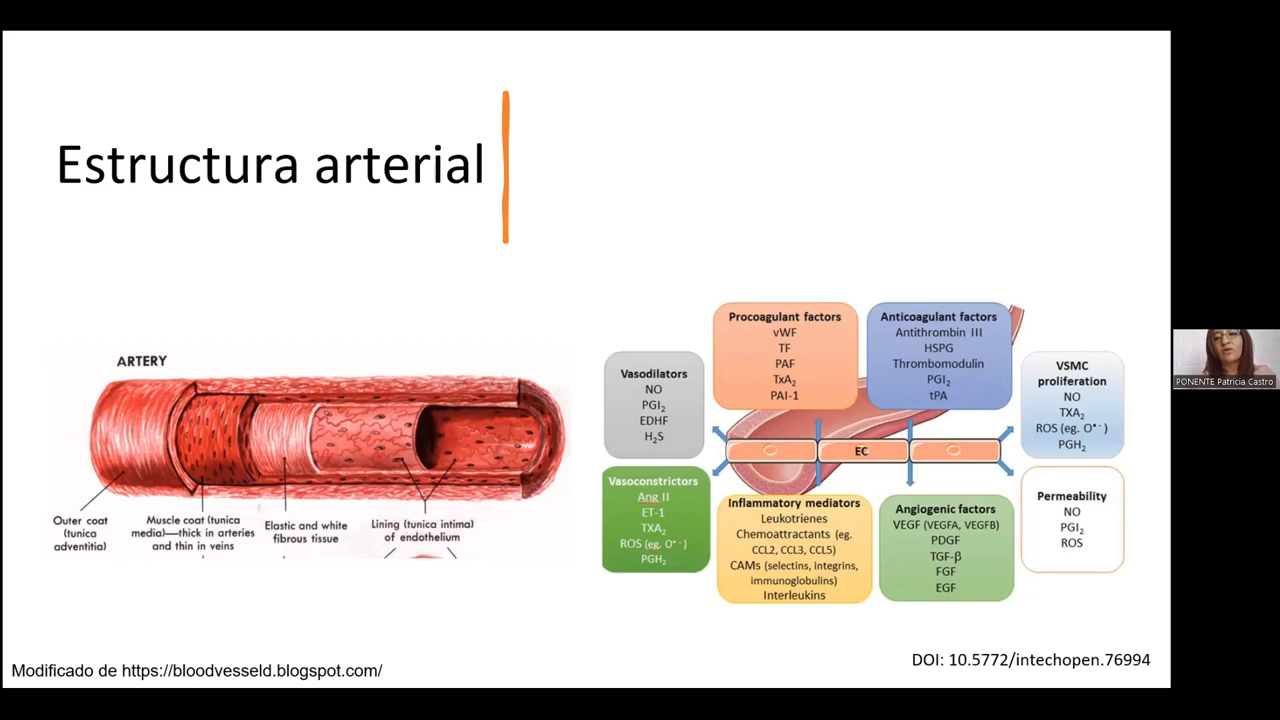 Estructura arterial
ARTERY
Outer coat
(tunica
adventitia)
Muscle coat (tunica
media)—thick in arteries
and thin in veins
Elastic and white
fibrous tissue
Lining (tunica intima)
of endothelium
Vasodilators
NO
PGI₂
EDHF
H₂S
Procoagulant factors
vWF
TF
PAF
TxA₂
PAI-1
Anticoagulant factors
Antithrombin III
HSPG
Thrombomodulin
PGI₂
tPA
VSMC
proliferation
NO
TXA₂
ROS (eg. O•⁻)
PGH₂
EC
Vasoconstrictors
Ang II
ET-1
TXA₂
ROS (eg. O•⁻)
PGH₂
Inflammatory mediators
Leukotrienes
Chemoattractants (eg.
CCL2, CCL3, CCL5)
CAMs (selectins, integrins,
immunoglobulins)
Interleukins
Angiogenic factors
VEGF (VEGFA, VEGFB)
PDGF
TGF-β
FGF
EGF
Permeability
NO
PGI₂
ROS
Modificado de https://bloodvesseld.blogspot.com/
DOI: 10.5772/intechopen.76994
PONENTE Patricia Castro